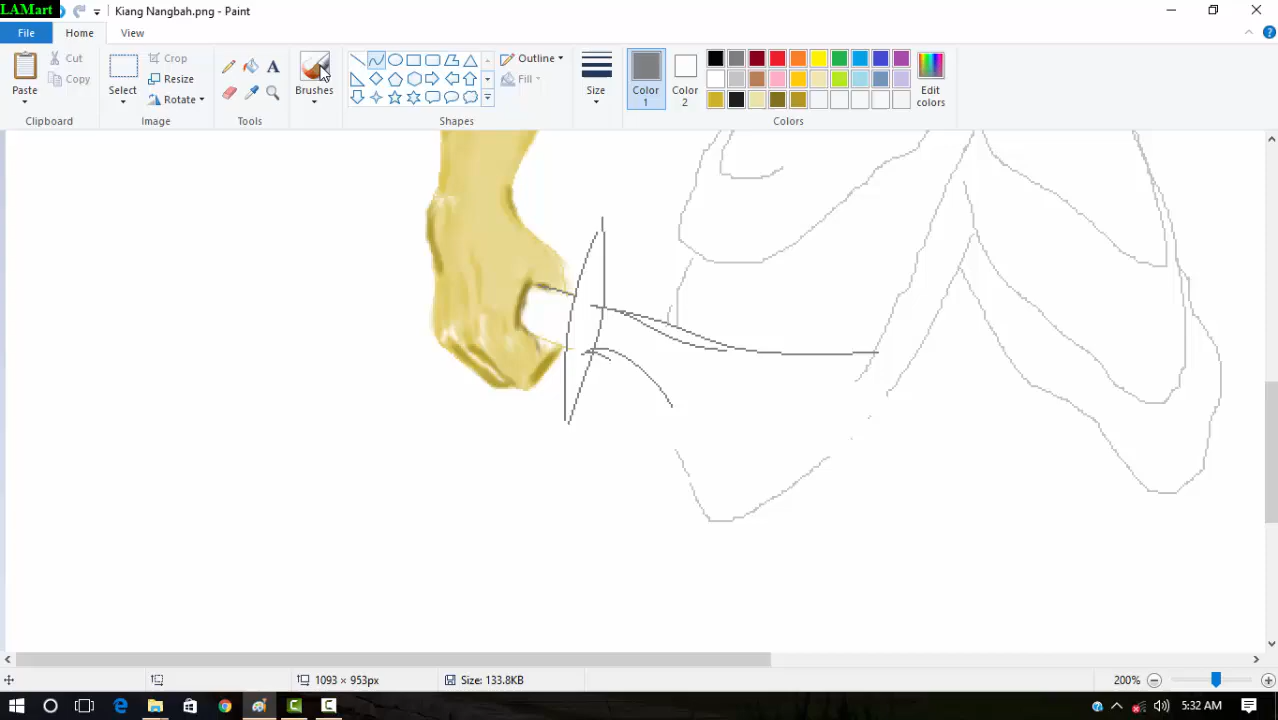 LAMart
Kiang Nangbah.png - Paint
File
Home
View
Paste
Cut
Copy
Clipboard
Select
Crop
Resize
Rotate
Image
A
Tools
Brushes
Shapes
Outline
Fill
Size
Color 1
Color 2
Edit colors
Colors
1093 × 953px
Size: 133.8KB
200%
5:32 AM